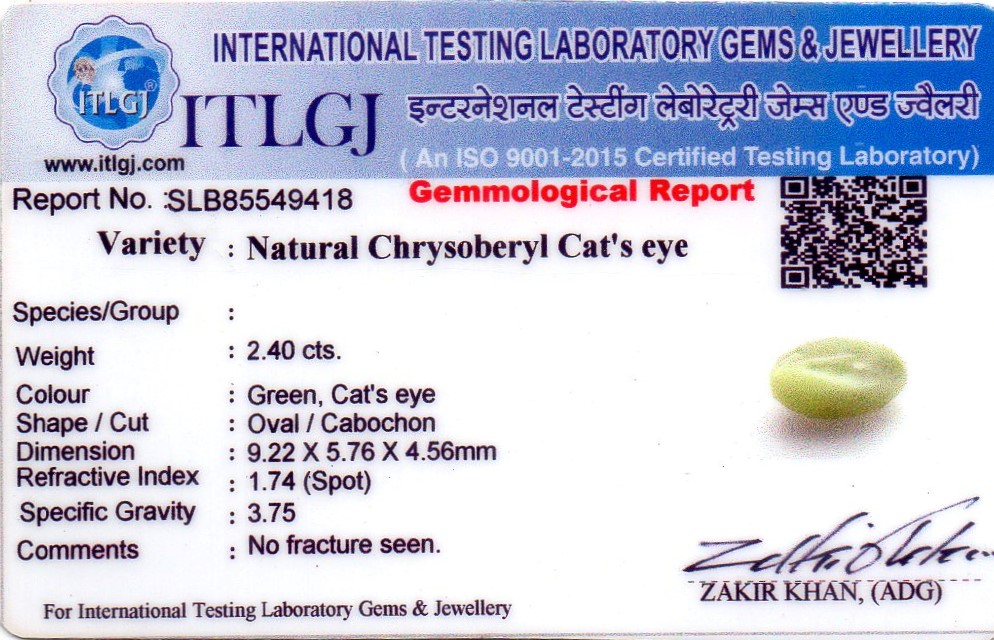 INTERNATIONAL TESTING LABORATORY GEMS & JEWELLERY
ITLGJ ®
ITLGJ
इन्टरनेशनल टेस्टींग लेबोरेट्ररी जेम्स एण्ड ज्वैलरी
www.itlgj.com
( An ISO 9001-2015 Certified Testing Laboratory)
Report No. :SLB85549418
Gemmological Report
Variety : Natural Chrysoberyl Cat's eye
Species/Group :
Weight : 2.40 cts.
Colour : Green, Cat's eye
Shape / Cut : Oval / Cabochon
Dimension : 9.22 X 5.76 X 4.56mm
Refractive Index : 1.74 (Spot)
Specific Gravity : 3.75
Comments : No fracture seen.
ZAKIR KHAN, (ADG)
For International Testing Laboratory Gems & Jewellery